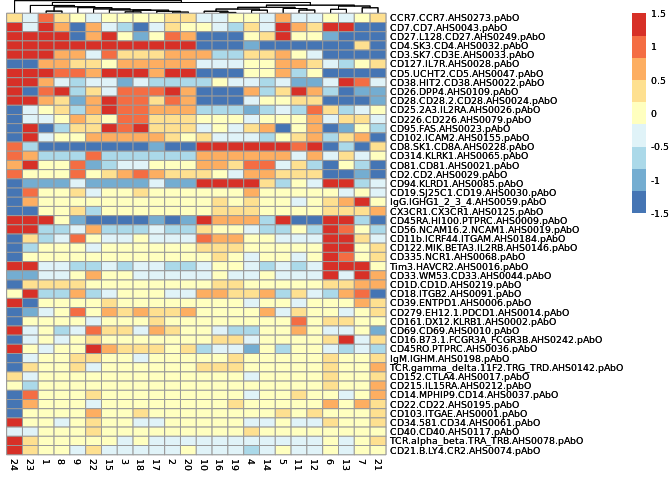 CCR7.CCR7.AHS0273.pAbO
CD7.CD7.AHS0043.pAbO
CD27.L128.CD27.AHS0249.pAbO
CD4.SK3.CD4.AHS0032.pAbO
CD3.SK7.CD3E.AHS0033.pAbO
CD127.IL7R.AHS0028.pAbO
CD5.UCHT2.CD5.AHS0047.pAbO
CD38.HIT2.CD38.AHS0022.pAbO
CD26.DPP4.AHS0109.pAbO
CD28.CD28.2.CD28.AHS0024.pAbO
CD25.2A3.IL2RA.AHS0026.pAbO
CD226.CD226.AHS0079.pAbO
CD95.FAS.AHS0023.pAbO
CD102.ICAM2.AHS0155.pAbO
CD8.SK1.CD8A.AHS0228.pAbO
CD314.KLRK1.AHS0065.pAbO
CD81.CD81.AHS0021.pAbO
CD2.CD2.AHS0029.pAbO
CD94.KLRD1.AHS0085.pAbO
CD19.SJ25C1.CD19.AHS0030.pAbO
IgG.IGHG1_2_3_4.AHS0059.pAbO
CX3CR1.CX3CR1.AHS0125.pAbO
CD45RA.HI100.PTPRC.AHS0009.pAbO
CD56.NCAM16.2.NCAM1.AHS0019.pAbO
CD11b.ICRF44.ITGAM.AHS0184.pAbO
CD122.MIK.BETA3.IL2RB.AHS0146.pAbO
CD335.NCR1.AHS0068.pAbO
Tim3.HAVCR2.AHS0016.pAbO
CD33.WM53.CD33.AHS0044.pAbO
CD1D.CD1D.AHS0219.pAbO
CD18.ITGB2.AHS0091.pAbO
CD39.ENTPD1.AHS0006.pAbO
CD279.EH12.1.PDCD1.AHS0014.pAbO
CD161.DX12.KLRB1.AHS0002.pAbO
CD69.CD69.AHS0010.pAbO
CD16.B73.1.FCGR3A_FCGR3B.AHS0242.pAbO
CD45RO.PTPRC.AHS0036.pAbO
IgM.IGHM.AHS0198.pAbO
TCR.gamma_delta.11F2.TRG_TRD.AHS0142.pAbO
CD152.CTLA4.AHS0017.pAbO
CD215.IL15RA.AHS0212.pAbO
CD14.MPHIP9.CD14.AHS0037.pAbO
CD22.CD22.AHS0195.pAbO
CD103.ITGAE.AHS0001.pAbO
CD34.581.CD34.AHS0061.pAbO
CD40.CD40.AHS0117.pAbO
TCR.alpha_beta.TRA_TRB.AHS0078.pAbO
CD21.B.LY4.CR2.AHS0074.pAbO
24 23 1 8 9 22 15 3 18 17 2 20 10 16 19 4 14 5 11 12 6 13 7 21
1.5
1
0.5
0
-0.5
-1
-1.5